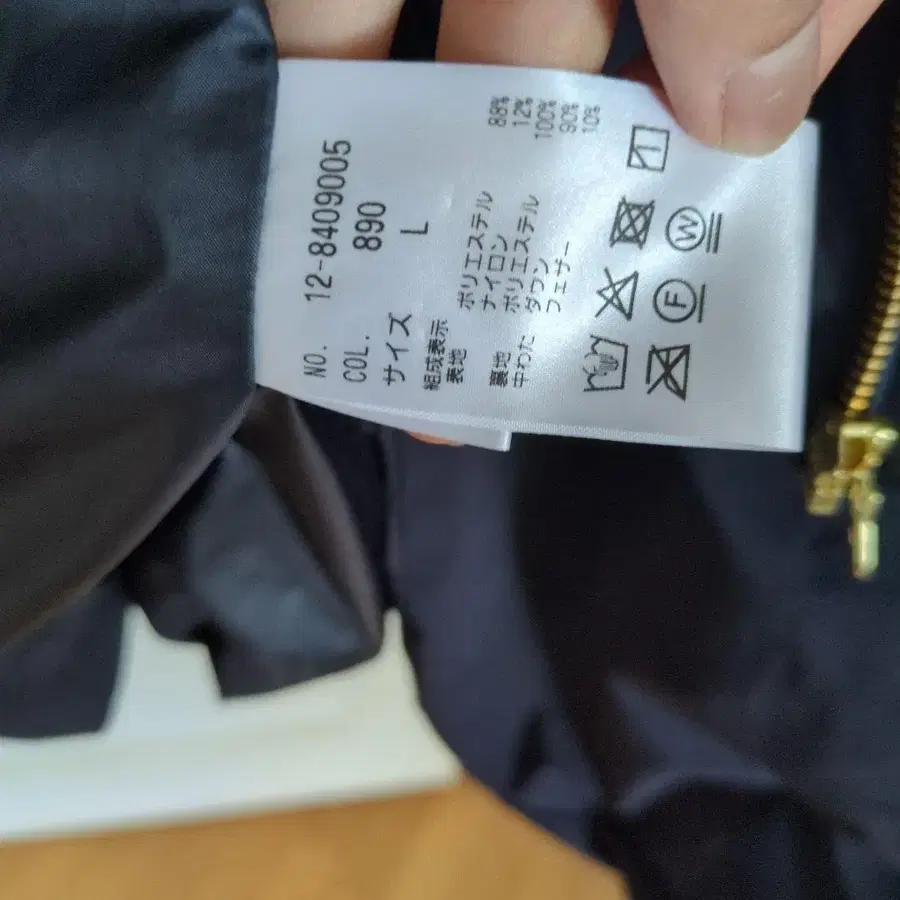 NO. 12-8409005
COL. 890
サイズ L
組成表示
表地 ポリエステル 88%
ナイロン 12%
裏地 ポリエステル 100%
中わた ダウン 90%
フェザー 10%
W
F